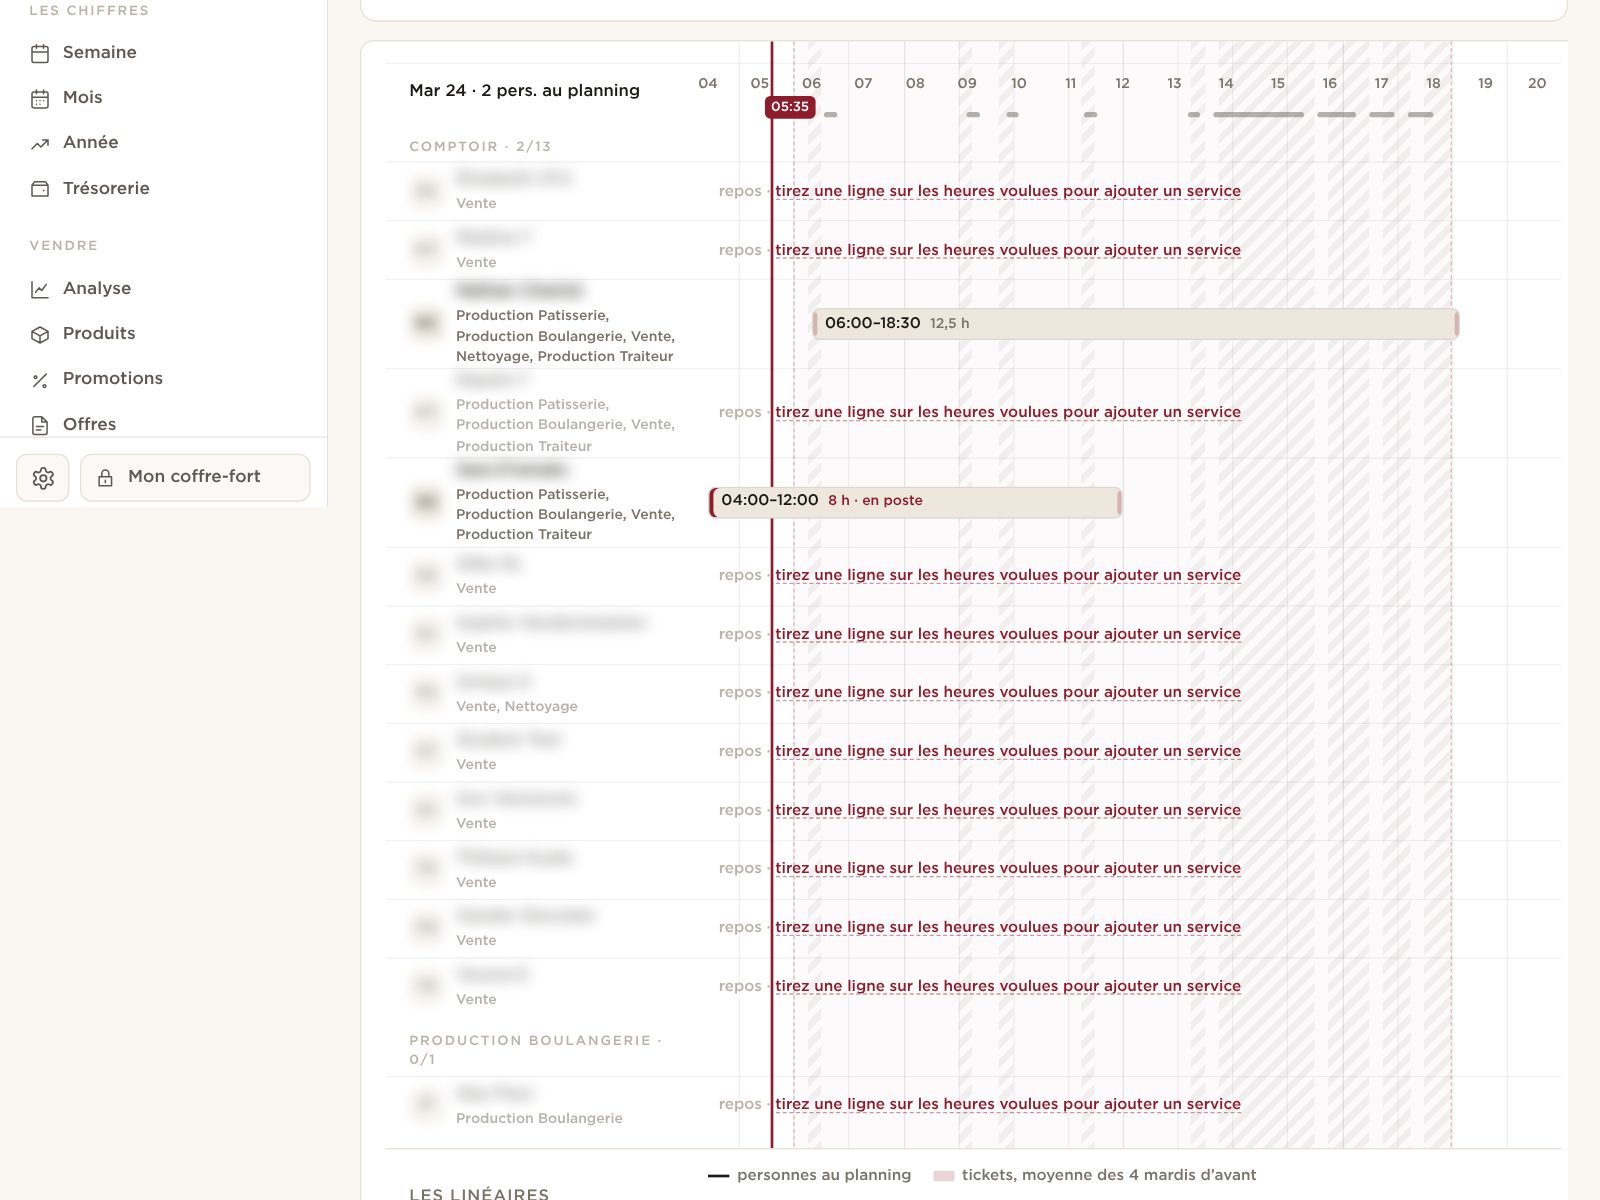 LES CHIFFRES
Semaine
Mois
Année
Trésorerie
VENDRE
Analyse
Produits
Promotions
Offres
Mon coffre-fort
Mar 24 · 2 pers. au planning
04 05 06 07 08 09 10 11 12 13 14 15 16 17 18 19 20
05:35
COMPTOIR · 2/13
Vente
repos · tirez une ligne sur les heures voulues pour ajouter un service
Vente
repos · tirez une ligne sur les heures voulues pour ajouter un service
Production Patisserie,
Production Boulangerie, Vente,
Nettoyage, Production Traiteur
06:00–18:30 12,5 h
Production Patisserie,
Production Boulangerie, Vente,
Production Traiteur
repos · tirez une ligne sur les heures voulues pour ajouter un service
Production Patisserie,
Production Boulangerie, Vente,
Production Traiteur
04:00–12:00 8 h · en poste
Vente
repos · tirez une ligne sur les heures voulues pour ajouter un service
Vente
repos · tirez une ligne sur les heures voulues pour ajouter un service
Vente, Nettoyage
repos · tirez une ligne sur les heures voulues pour ajouter un service
Vente
repos · tirez une ligne sur les heures voulues pour ajouter un service
Vente
repos · tirez une ligne sur les heures voulues pour ajouter un service
Vente
repos · tirez une ligne sur les heures voulues pour ajouter un service
Vente
repos · tirez une ligne sur les heures voulues pour ajouter un service
Vente
repos · tirez une ligne sur les heures voulues pour ajouter un service
PRODUCTION BOULANGERIE ·
0/1
Production Boulangerie
repos · tirez une ligne sur les heures voulues pour ajouter un service
personnes au planning
tickets, moyenne des 4 mardis d’avant
LES LINÉAIRES